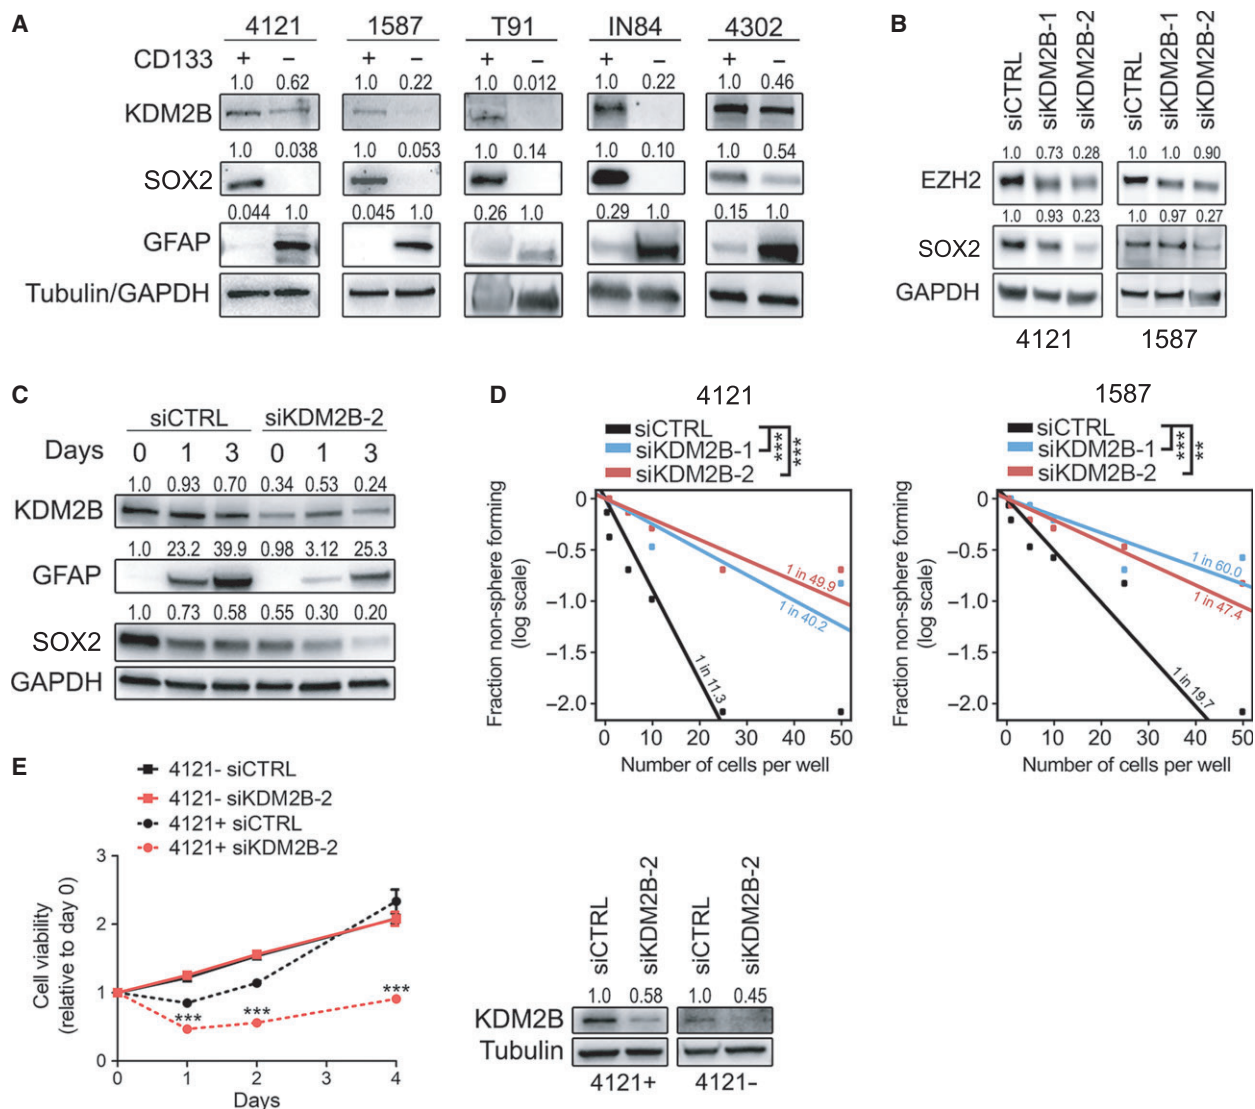 A
4121 1587 T91 IN84 4302
CD133 + – + – + – + – + –
1.0 0.62 1.0 0.22 1.0 0.012 1.0 0.22 1.0 0.46
KDM2B
1.0 0.038 1.0 0.053 1.0 0.14 1.0 0.10 1.0 0.54
SOX2
0.044 1.0 0.045 1.0 0.26 1.0 0.29 1.0 0.15 1.0
GFAP
Tubulin/GAPDH
B
siCTRL siKDM2B-1 siKDM2B-2 siCTRL siKDM2B-1 siKDM2B-2
1.0 0.73 0.28 1.0 1.0 0.90
EZH2
1.0 0.93 0.23 1.0 0.97 0.27
SOX2
GAPDH
4121 1587
C
siCTRL siKDM2B-2
Days 0 1 3 0 1 3
1.0 0.93 0.70 0.34 0.53 0.24
KDM2B
1.0 23.2 39.9 0.98 3.12 25.3
GFAP
1.0 0.73 0.58 0.55 0.30 0.20
SOX2
GAPDH
D
4121
siCTRL
siKDM2B-1
siKDM2B-2
*** ***
Fraction non-sphere forming
(log scale)
0
–0.5
–1.0
–1.5
–2.0
1 in 49.9
1 in 40.2
1 in 11.3
0 10 20 30 40 50
Number of cells per well
1587
siCTRL
siKDM2B-1
siKDM2B-2
*** **
Fraction non-sphere forming
(log scale)
0
–0.5
–1.0
–1.5
–2.0
1 in 60.0
1 in 47.4
1 in 19.7
0 10 20 30 40 50
Number of cells per well
E
4121- siCTRL
4121- siKDM2B-2
4121+ siCTRL
4121+ siKDM2B-2
Cell viability
(relative to day 0)
3
2
1
0
*** *** ***
0 1 2 4
Days
siCTRL siKDM2B-2 siCTRL siKDM2B-2
1.0 0.58 1.0 0.45
KDM2B
Tubulin
4121+ 4121–